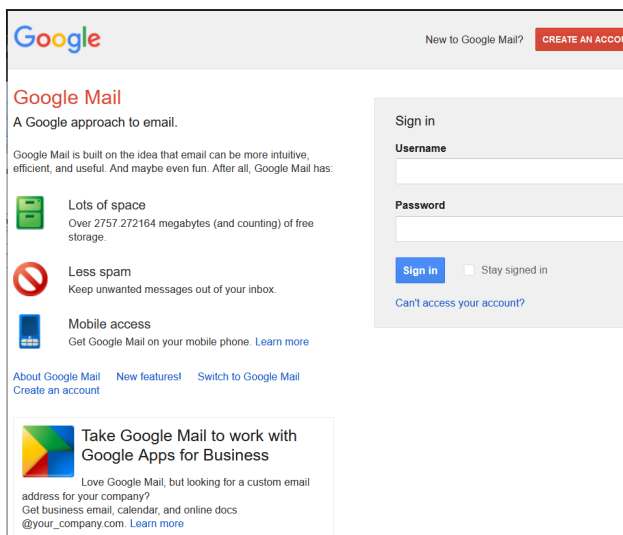 Google
New to Google Mail?
CREATE AN ACCOU
Google Mail
A Google approach to email.
Google Mail is built on the idea that email can be more intuitive,
efficient, and useful. And maybe even fun. After all, Google Mail has:
Lots of space
Over 2757.272164 megabytes (and counting) of free
storage.
Less spam
Keep unwanted messages out of your inbox.
Mobile access
Get Google Mail on your mobile phone. Learn more
About Google Mail New features! Switch to Google Mail
Create an account
Take Google Mail to work with
Google Apps for Business
Love Google Mail, but looking for a custom email
address for your company?
Get business email, calendar, and online docs
@your_company.com. Learn more
Sign in
Username
Password
Sign in
Stay signed in
Can't access your account?